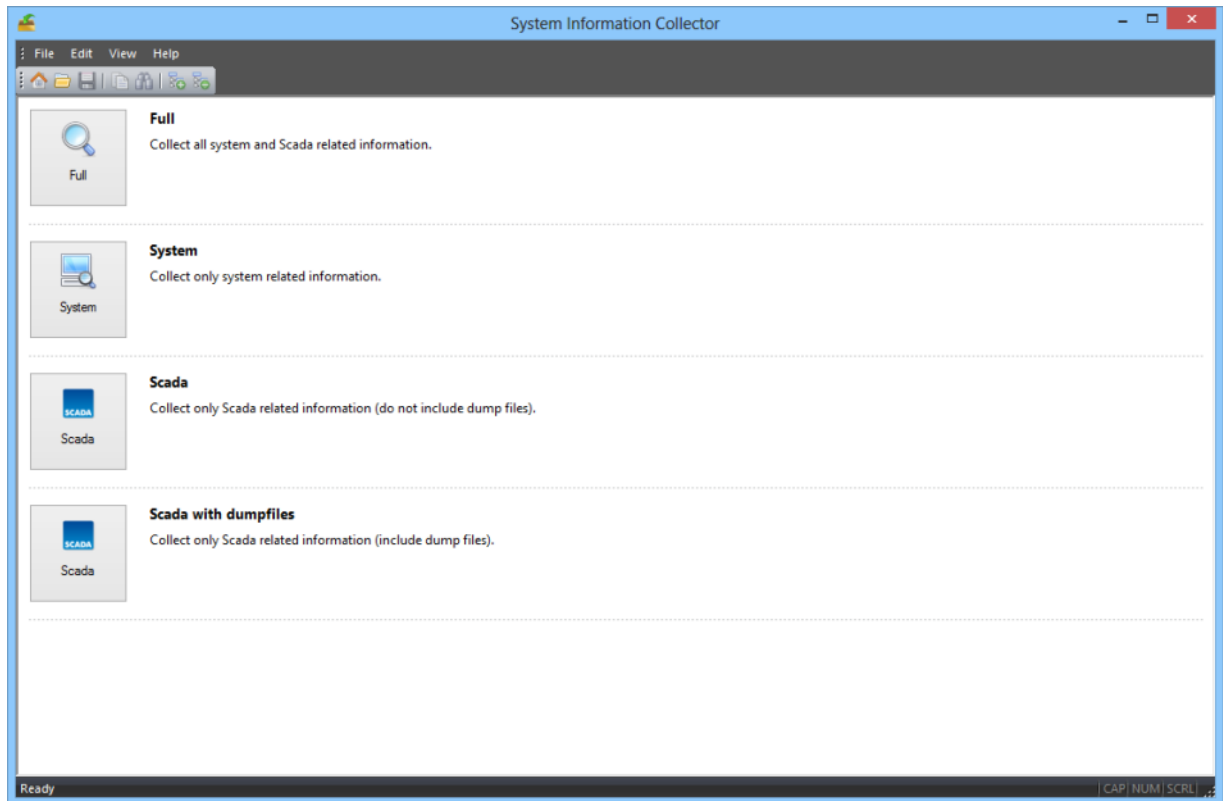 System Information Collector
File Edit View Help
Full
Collect all system and Scada related information.
Full
System
Collect only system related information.
System
Scada
Collect only Scada related information (do not include dump files).
SCADA
Scada
Scada with dumpfiles
Collect only Scada related information (include dump files).
SCADA
Scada
Ready CAP NUM SCRL